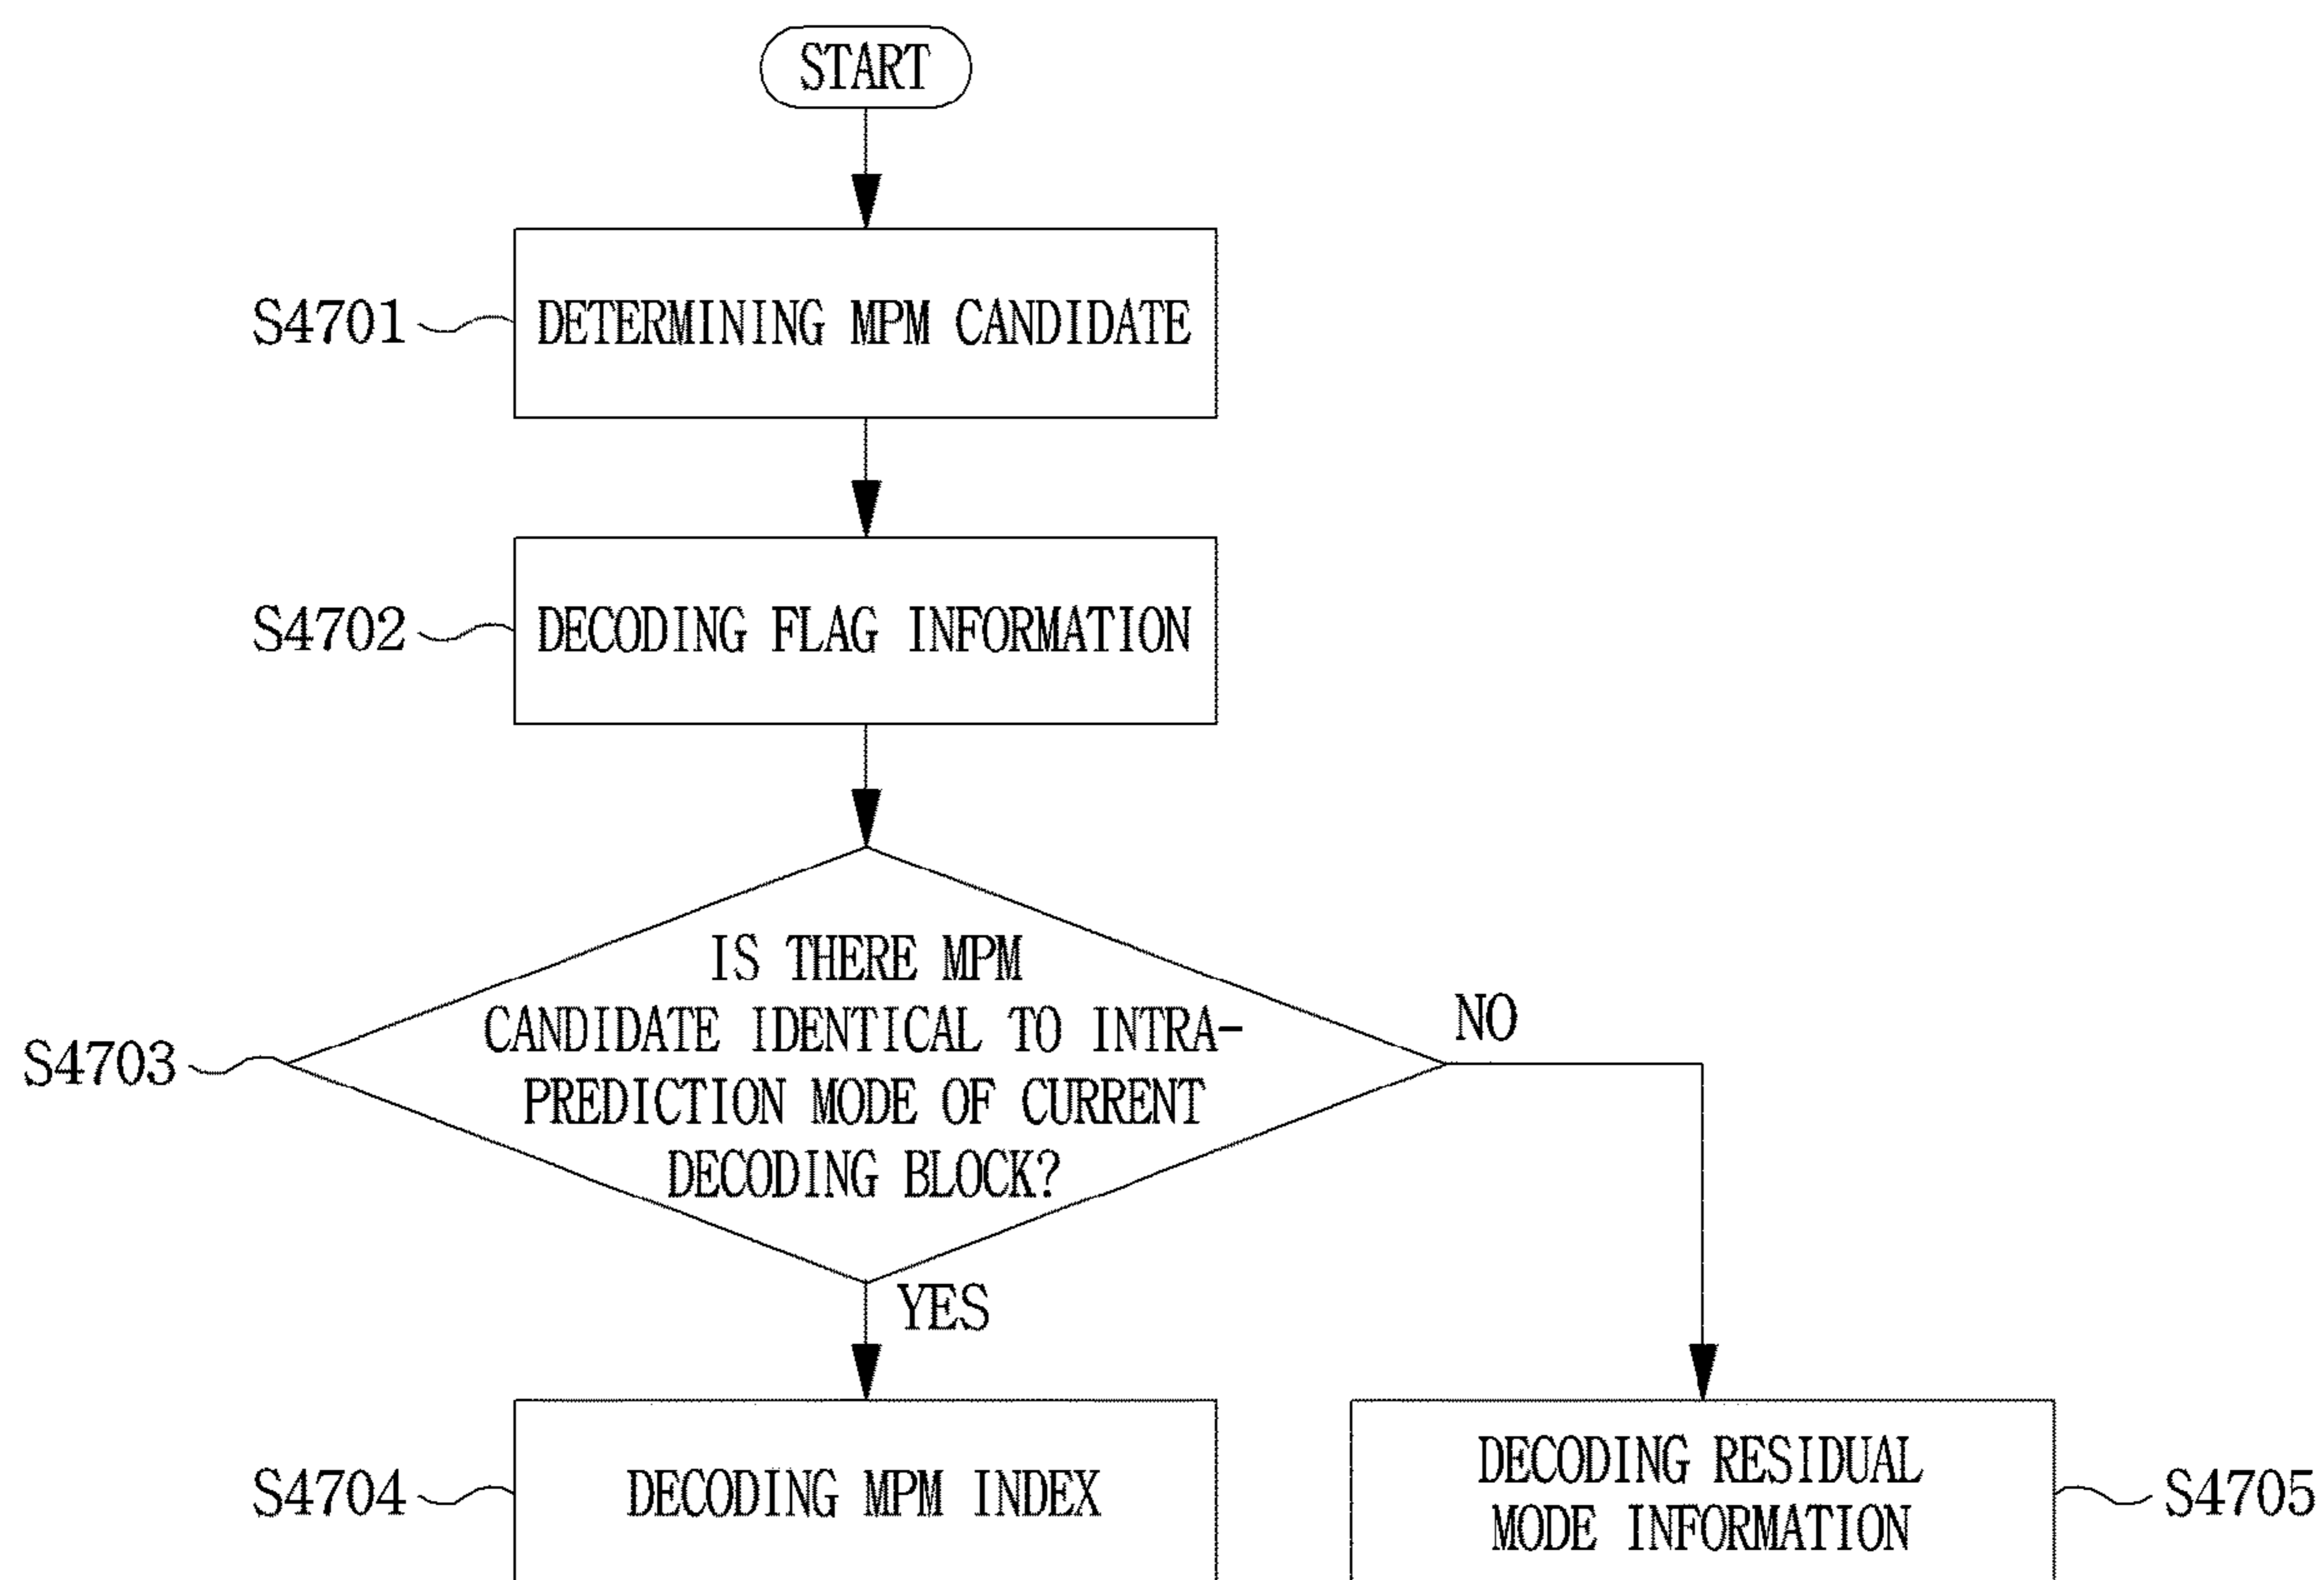 START
S4701
DETERMINING MPM CANDIDATE
S4702
DECODING FLAG INFORMATION
S4703
IS THERE MPM
CANDIDATE IDENTICAL TO INTRA-
PREDICTION MODE OF CURRENT
DECODING BLOCK?
NO
YES
S4704
DECODING MPM INDEX
DECODING RESIDUAL
MODE INFORMATION
S4705